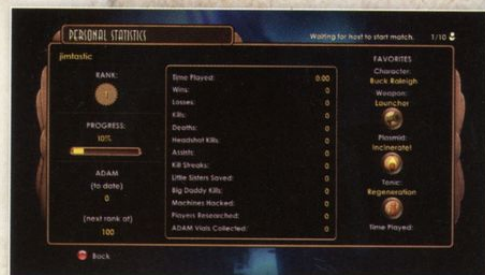 PERSONAL STATISTICS
Waiting for host to start match. 1/10
jimtastic
RANK:
PROGRESS:
10%
ADAM
(to date)
0
(next rank at)
100
Time Played: 0:00
Wins: 0
Losses: 0
Kills: 0
Deaths: 0
Headshot Kills: 0
Assists: 0
Kill Streaks: 0
Little Sisters Saved: 0
Big Daddy Kills: 0
Machines Hacked: 0
Players Researched: 0
ADAM Vials Collected: 0
FAVORITES
Character:
Buck Raleigh
Weapon:
Launcher
Plasmid:
Incinerate!
Tonic:
Regeneration
Time Played:
Back